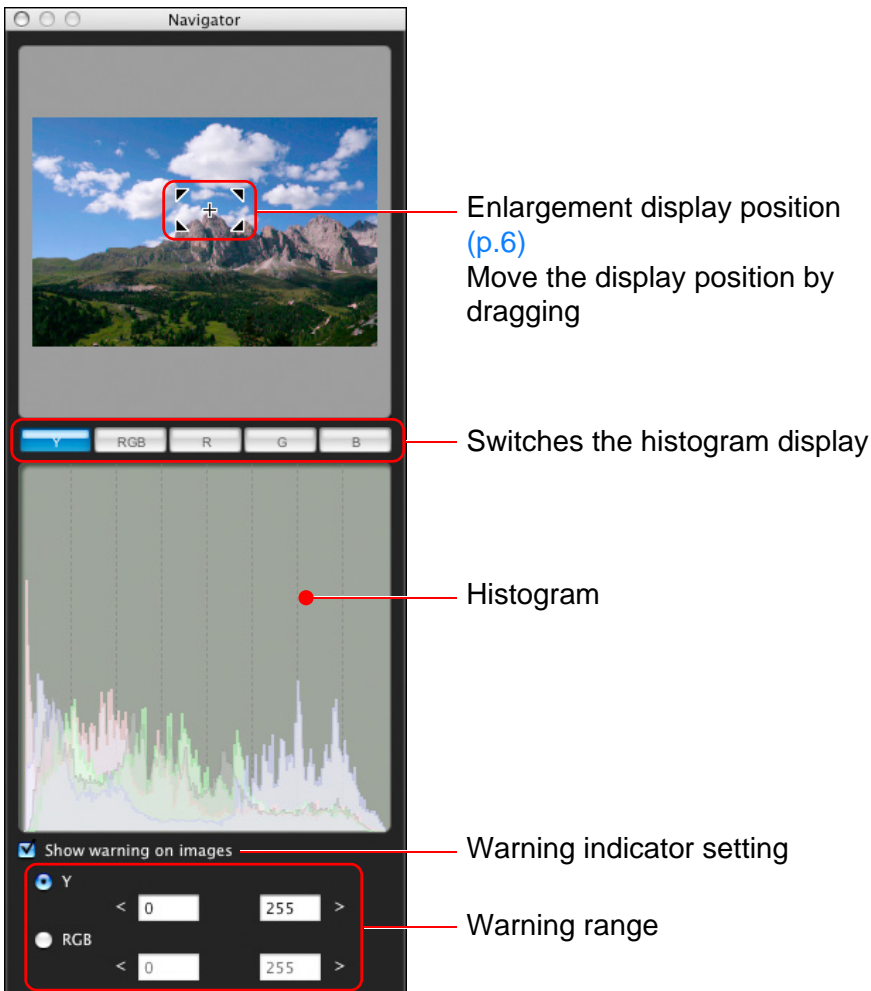 Navigator
Enlargement display position
(p.6)
Move the display position by
dragging
Y RGB R G B
Switches the histogram display
Histogram
Show warning on images
Warning indicator setting
Y
< 0 255 >
Warning range
RGB
< 0 255 >